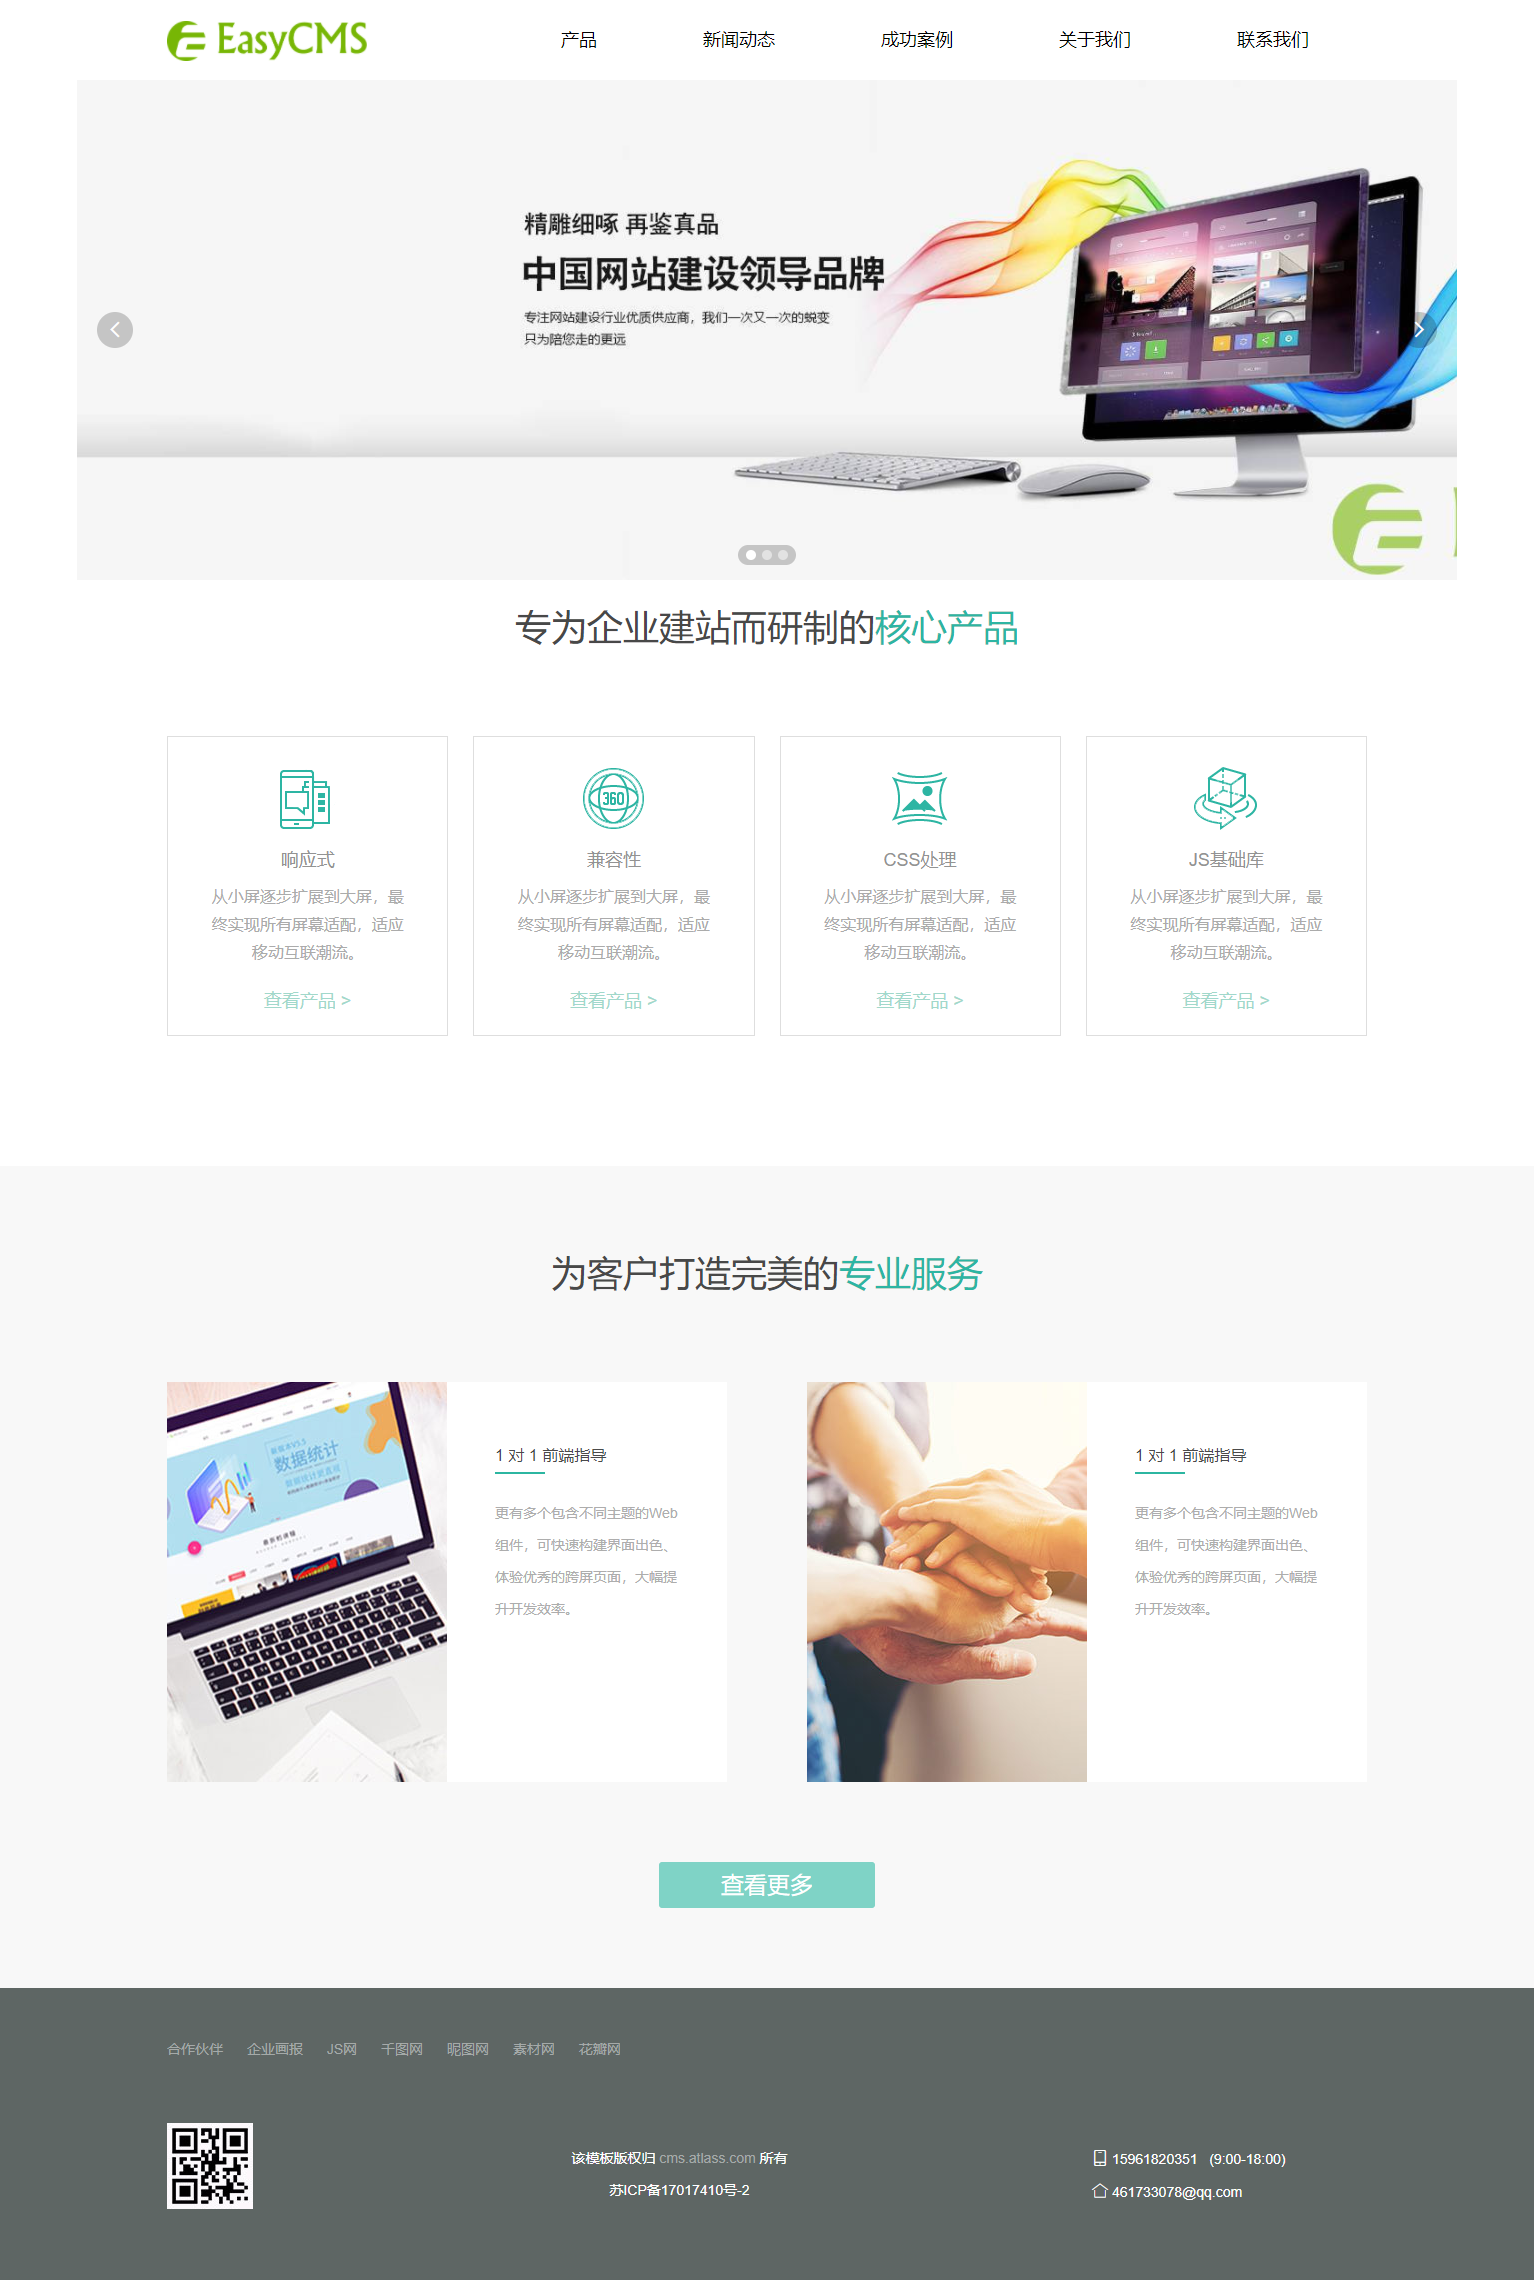 EasyCMS
产品 新闻动态 成功案例 关于我们 联系我们
精雕细啄 再鉴真品
中国网站建设领导品牌
专注网站建设行业优质供应商，我们一次又一次的蜕变
只为陪您走的更远
专为企业建站而研制的核心产品
360
响应式
从小屏逐步扩展到大屏，最
终实现所有屏幕适配，适应
移动互联潮流。
查看产品 >
兼容性
从小屏逐步扩展到大屏，最
终实现所有屏幕适配，适应
移动互联潮流。
查看产品 >
CSS处理
从小屏逐步扩展到大屏，最
终实现所有屏幕适配，适应
移动互联潮流。
查看产品 >
JS基础库
从小屏逐步扩展到大屏，最
终实现所有屏幕适配，适应
移动互联潮流。
查看产品 >
为客户打造完美的专业服务
数据统计
1 对 1 前端指导
更有多个包含不同主题的Web
组件，可快速构建界面出色、
体验优秀的跨屏页面，大幅提
升开发效率。
1 对 1 前端指导
更有多个包含不同主题的Web
组件，可快速构建界面出色、
体验优秀的跨屏页面，大幅提
升开发效率。
查看更多
合作伙伴 企业画报 JS网 千图网 昵图网 素材网 花瓣网
该模板版权归 cms.atlass.com 所有
苏ICP备17017410号-2
15961820351 (9:00-18:00)
461733078@qq.com